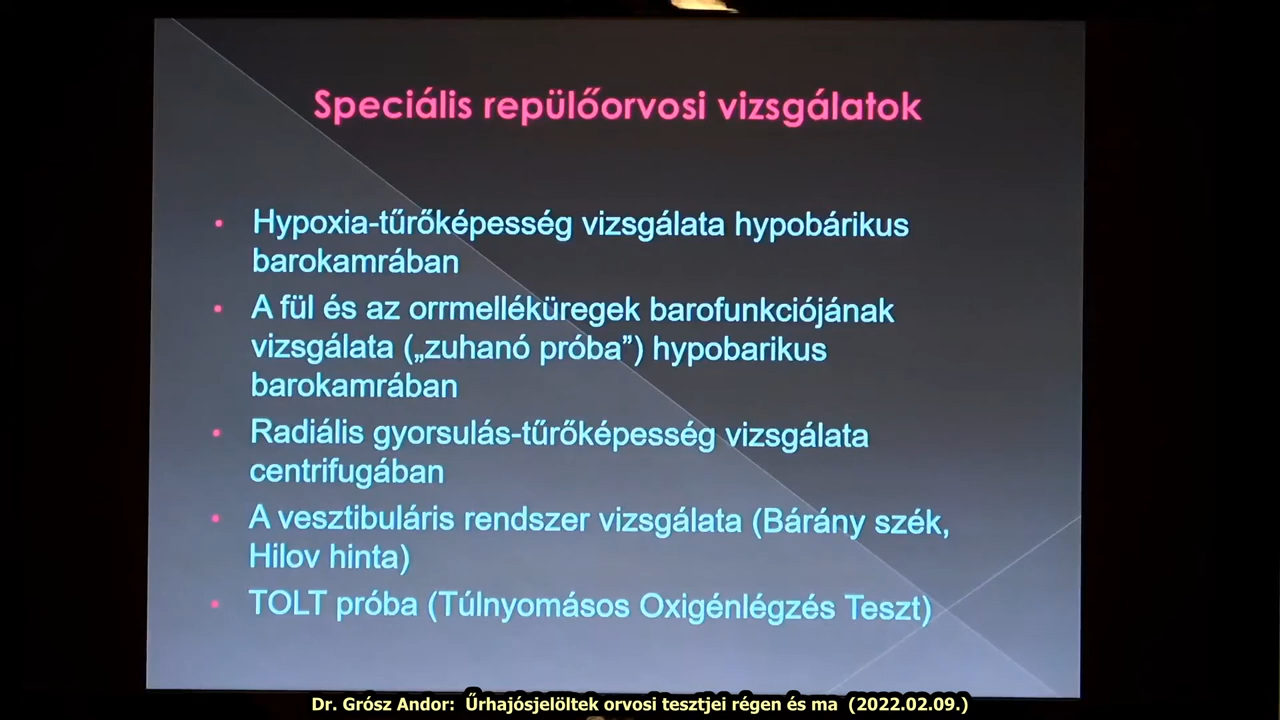 Speciális repülőorvosi vizsgálatok
• Hypoxia-tűrőképesség vizsgálata hypobárikus
barokamrában
• A fül és az orrmelléküregek barofunkciójának
vizsgálata („zuhanó próba”) hypobarikus
barokamrában
• Radiális gyorsulás-tűrőképesség vizsgálata
centrifugában
• A vesztibuláris rendszer vizsgálata (Bárány szék,
Hilov hinta)
• TOLT próba (Túlnyomásos Oxigénlégzés Teszt)
Dr. Grósz Andor: Űrhajósjelöltek orvosi tesztjei régen és ma (2022.02.09.)